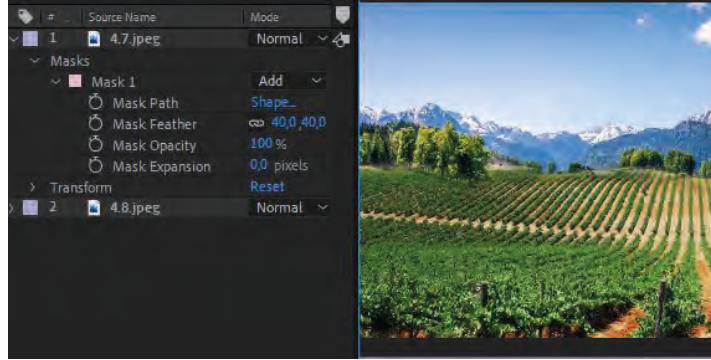 # Source Name Mode
1 4.7.jpeg Normal
Masks
Mask 1 Add
Mask Path Shape...
Mask Feather 40,0 ,40,0
Mask Opacity 100 %
Mask Expansion 0,0 pixels
Transform Reset
2 4.8.jpeg Normal